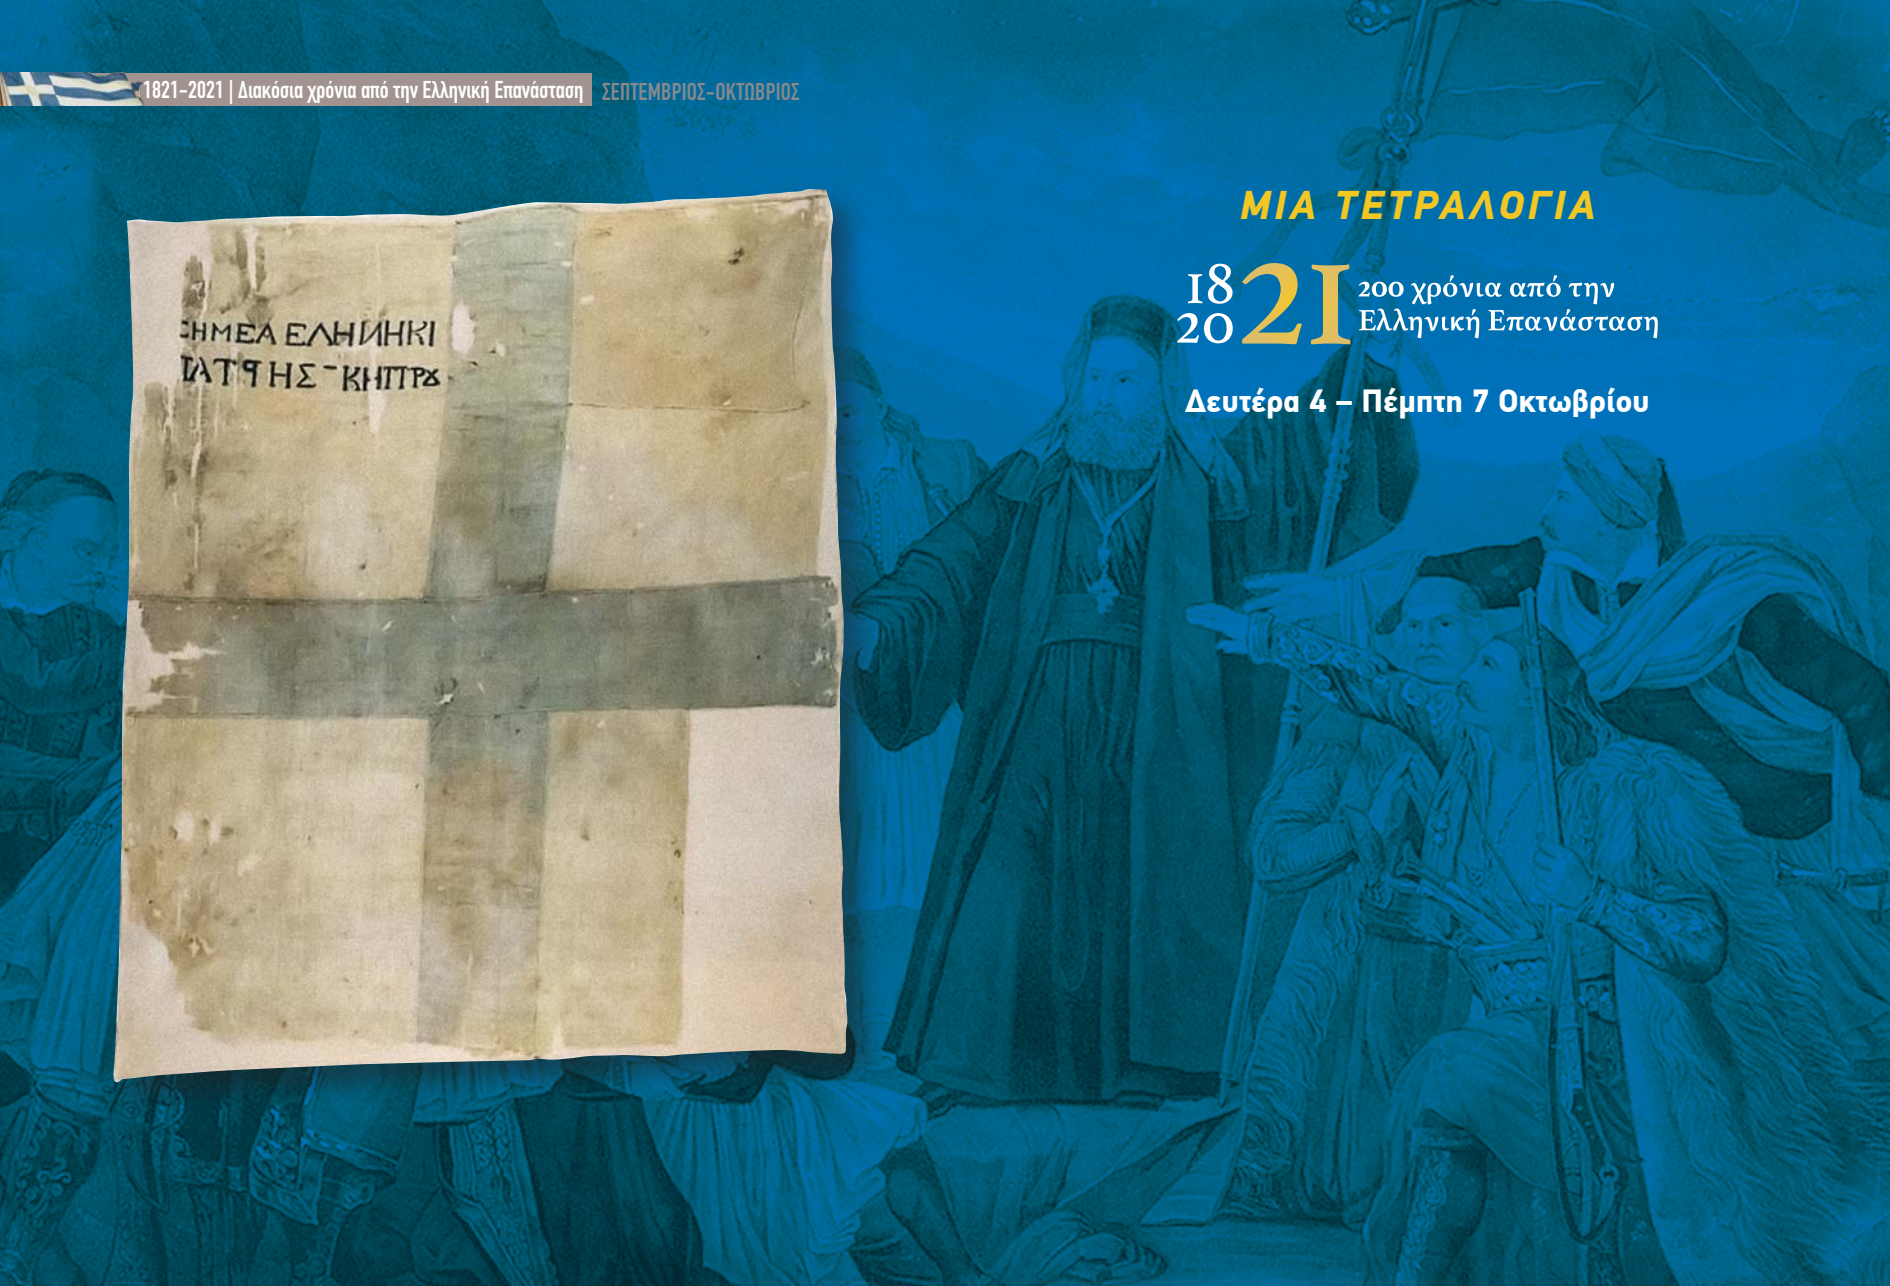 1821-2021 | Διακόσια χρόνια από την Ελληνική Επανάσταση ΣΕΠΤΕΜΒΡΙΟΣ-ΟΚΤΩΒΡΙΟΣ
ΣΗΜΕΑ ΕΛΗΝΗΚΙ
ΠΑΤΡΗΣ-ΚΗΠΡȣ
ΜΙΑ ΤΕΤΡΑΛΟΓΙΑ
18
20
21
200 χρόνια από την
Ελληνική Επανάσταση
Δευτέρα 4 – Πέμπτη 7 Οκτωβρίου